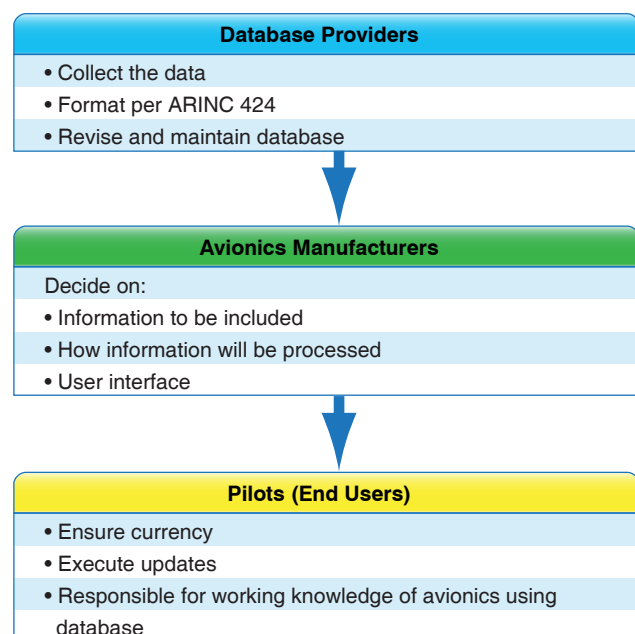 Database Providers
• Collect the data
• Format per ARINC 424
• Revise and maintain database
Avionics Manufacturers
Decide on:
• Information to be included
• How information will be processed
• User interface
Pilots (End Users)
• Ensure currency
• Execute updates
• Responsible for working knowledge of avionics using
database